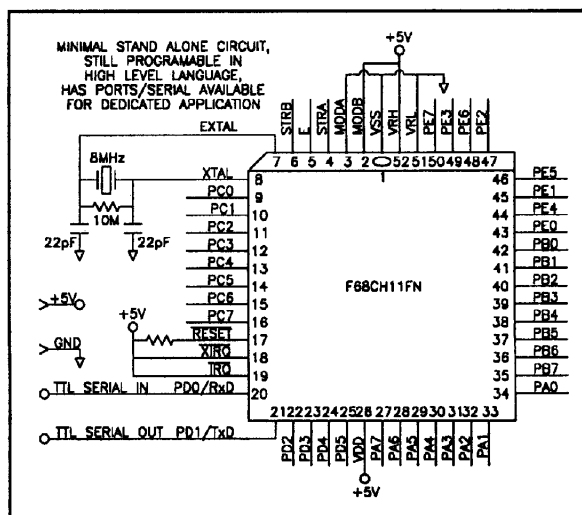 MINIMAL STAND ALONE CIRCUIT,
STILL PROGRAMABLE IN
HIGH LEVEL LANGUAGE,
HAS PORTS/SERIAL AVAILABLE
FOR DEDICATED APPLICATION
+5V
EXTAL
STRB
E
STRA
MODA
MODB
VSS
VRH
VRL
PE7
PE3
PE6
PE2
7 6 5 4 3 2 1 52 51 50 49 48 47
8MHz
10M
22pF
22pF
XTAL 8
PC0 9
PC1 10
PC2 11
PC3 12
PC4 13
PC5 14
PC6 15
PC7 16
RESET 17
XIRQ 18
IRQ 19
20
+5V
+5V
GND
TTL SERIAL IN PD0/RxD
TTL SERIAL OUT PD1/TxD
F68CH11FN
46 PE5
45 PE1
44 PE4
43 PE0
42 PB0
41 PB1
40 PB2
39 PB3
38 PB4
37 PB5
36 PB6
35 PB7
34 PA0
21 22 23 24 25 26 27 28 29 30 31 32 33
PD2
PD3
PD4
PD5
VDD
PA7
PA6
PA5
PA4
PA3
PA2
PA1
+5V